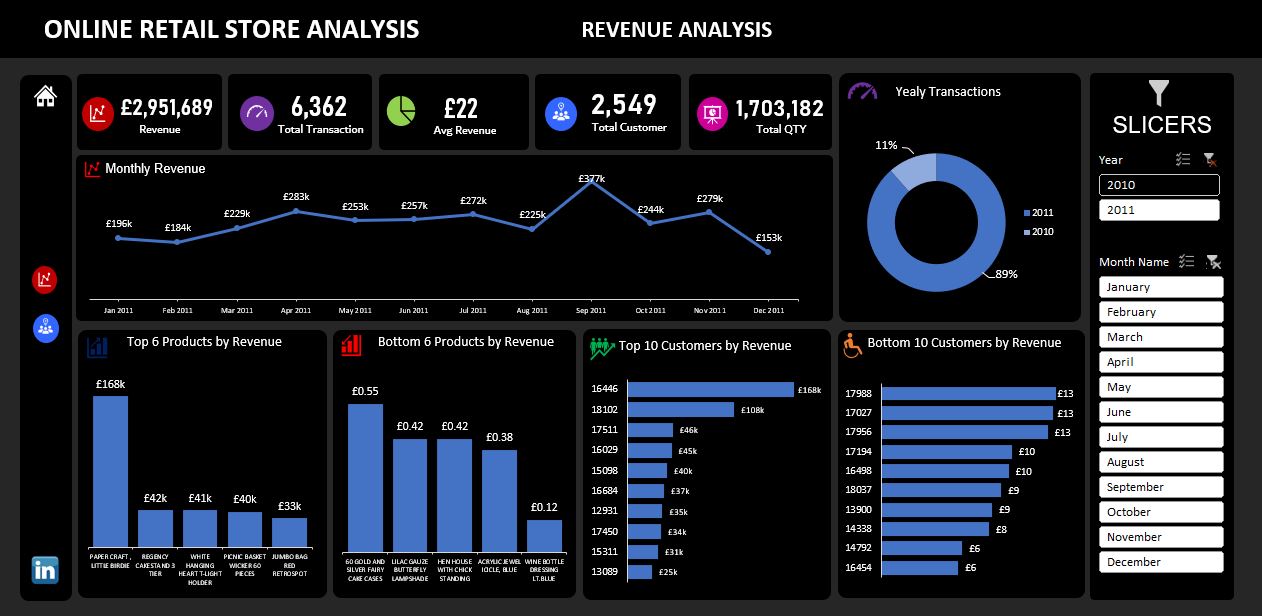 ONLINE RETAIL STORE ANALYSIS
REVENUE ANALYSIS
£2,951,689
Revenue
6,362
Total Transaction
£22
Avg Revenue
2,549
Total Customer
1,703,182
Total QTY
Monthly Revenue
£196k
£184k
£229k
£283k
£253k
£257k
£272k
£225k
£377k
£244k
£279k
£153k
Jan 2011
Feb 2011
Mar 2011
Apr 2011
May 2011
Jun 2011
Jul 2011
Aug 2011
Sep 2011
Oct 2011
Nov 2011
Dec 2011
Yealy Transactions
11%
89%
2011
2010
SLICERS
Year
2010
2011
Month Name
January
February
March
April
May
June
July
August
September
October
November
December
Top 6 Products by Revenue
£168k
£42k
£41k
£40k
£33k
PAPER CRAFT ,
LITTLE BIRDIE
REGENCY
CAKESTAND 3
TIER
WHITE
HANGING
HEART T-LIGHT
HOLDER
PICNIC BASKET
WICKER 60
PIECES
JUMBO BAG
RED
RETROSPOT
Bottom 6 Products by Revenue
£0.55
£0.42
£0.42
£0.38
£0.12
60 GOLD AND
SILVER FAIRY
CAKE CASES
LILAC GAUZE
BUTTERFLY
LAMPSHADE
HEN HOUSE
WITH CHICK
STANDING
ACRYLIC JEWEL
ICICLE, BLUE
WINE BOTTLE
DRESSING
LT.BLUE
Top 10 Customers by Revenue
16446 £168k
18102 £108k
17511 £46k
16029 £45k
15098 £40k
16684 £37k
12931 £35k
17450 £34k
15311 £31k
13089 £25k
Bottom 10 Customers by Revenue
17988 £13
17027 £13
17956 £13
17194 £10
16498 £10
18037 £9
13900 £9
14338 £8
14792 £6
16454 £6
in